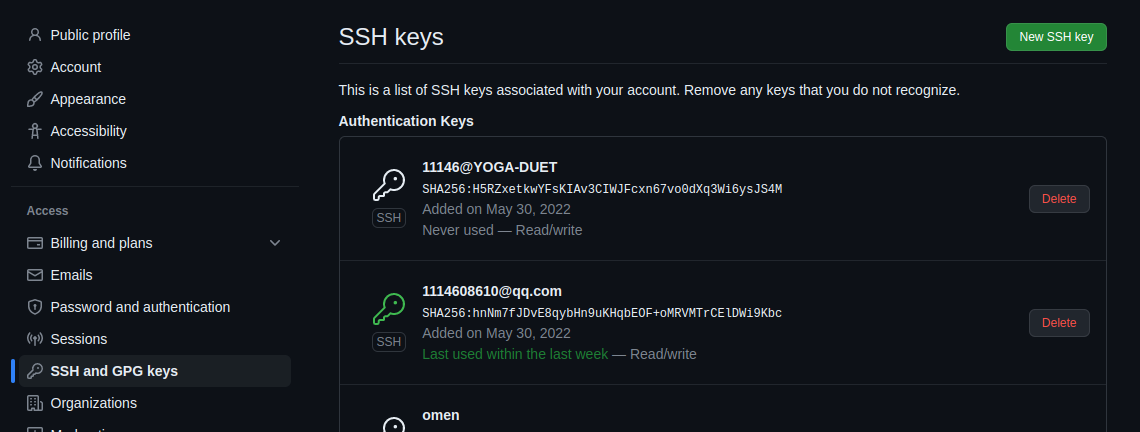 Public profile
Account
Appearance
Accessibility
Notifications
Access
Billing and plans
Emails
Password and authentication
Sessions
SSH and GPG keys
Organizations
SSH keys
New SSH key
This is a list of SSH keys associated with your account. Remove any keys that you do not recognize.
Authentication Keys
11146@YOGA-DUET
SHA256:H5RZxetkwYFsKIAv3CIWJFcxn67vo0dXq3Wi6ysJS4M
SSH
Added on May 30, 2022
Never used — Read/write
Delete
1114608610@qq.com
SHA256:hnNm7fJDvE8qybHn9uKHqbEOF+oMRVMTrCElDWi9Kbc
SSH
Added on May 30, 2022
Last used within the last week — Read/write
Delete
omen